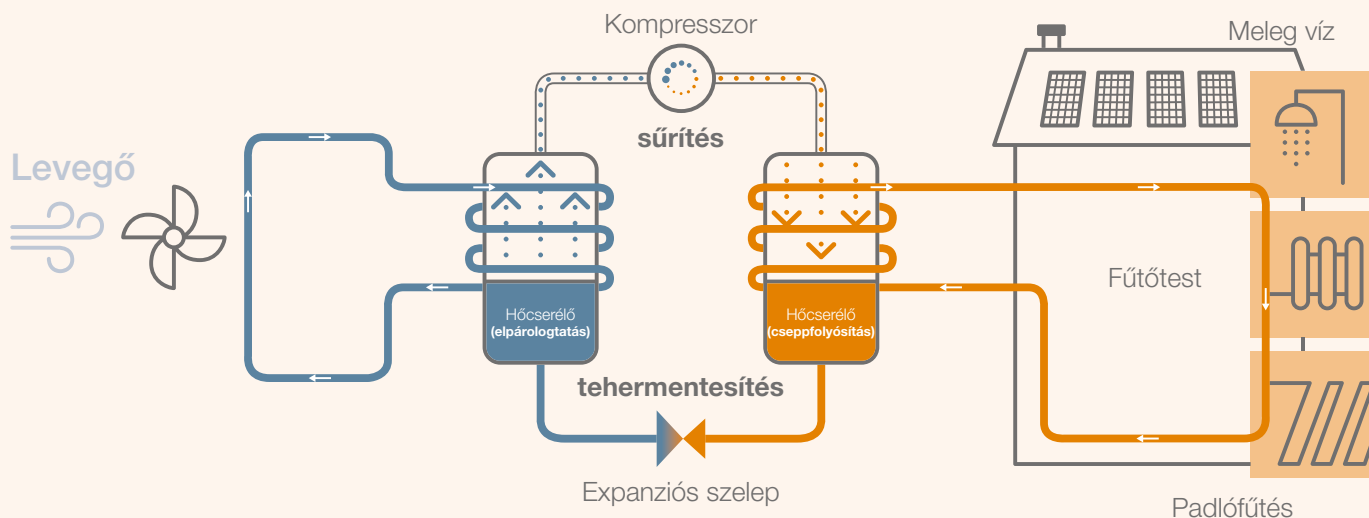 Kompresszor
Meleg víz
sűrítés
Levegő
Fűtőtest
Hőcserélő
(elpárologtatás)
Hőcserélő
(cseppfolyósítás)
tehermentesítés
Expanziós szelep
Padlófűtés